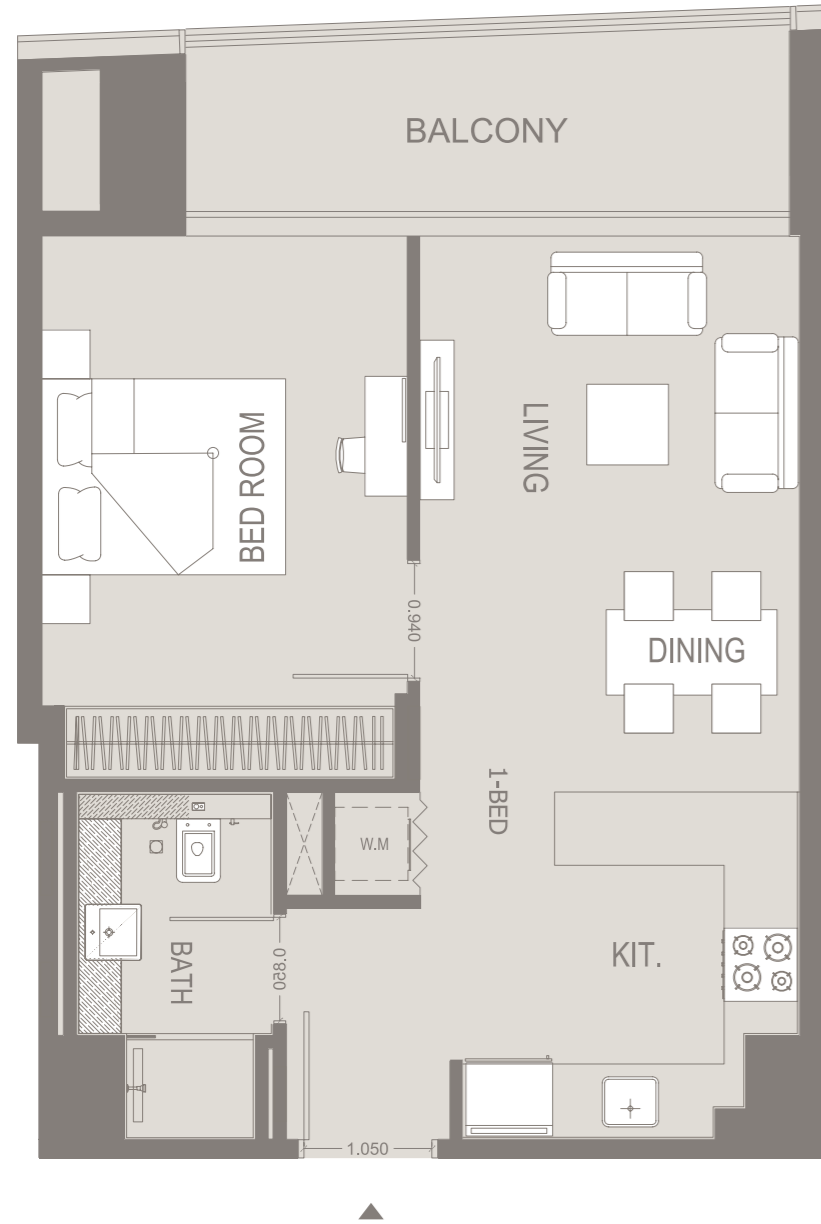 BALCONY
LIVING
BED ROOM
0.940
DINING
1-BED
W.M
KIT.
BATH
0.850
1.050